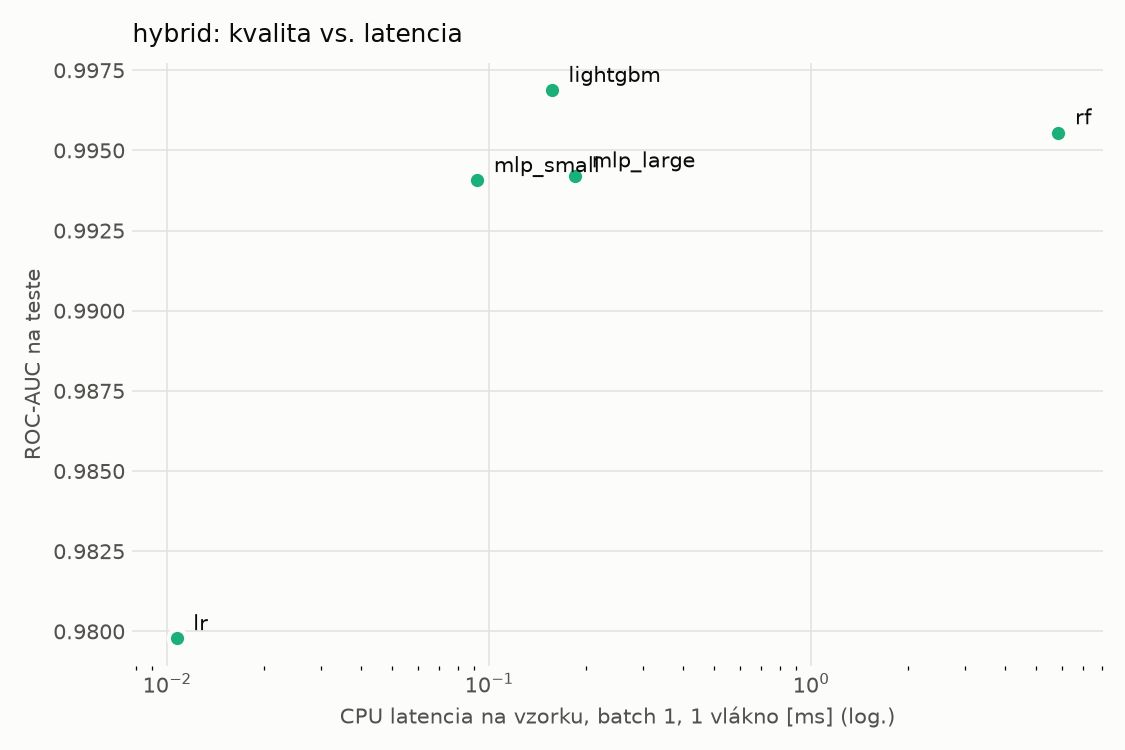 hybrid: kvalita vs. latencia
0.9975
0.9950
0.9925
0.9900
0.9875
0.9850
0.9825
0.9800
ROC-AUC na teste
lightgbm
rf
mlp_small
mlp_large
lr
10⁻²
10⁻¹
10⁰
CPU latencia na vzorku, batch 1, 1 vlákno [ms] (log.)